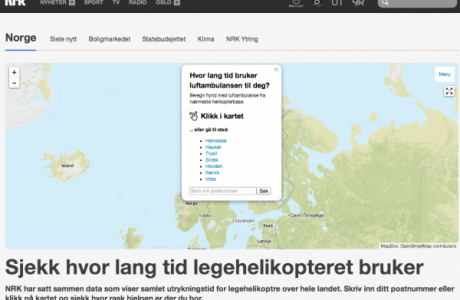 NRK
NYHETER SPORT TV RADIO OSLO
Norge Siste nytt Boligmarkedet Statsbudsjettet Klima NRK Ytring
+
-
Hvor lang tid bruker
luftambulansen til deg?
Beregn flytid med luftambulanse fra
nærmeste helikopterbase.
Klikk i kartet
... eller gå til sted:
Hemsedal
Haukeli
Trysil
Sirdal
Hovden
Narvik
Voss
Skriv inn postnummer Søk
Meny
Island
Norge
Oslo
Latvija
MapBox, OpenStreetMap contributors
Sjekk hvor lang tid legehelikopteret bruker
NRK har satt sammen data som viser samlet utrykningstid for legehelikoptre over hele landet. Skriv inn ditt postnummer eller
klikk på kartet og sjekk hvor rask hjelpen er der du bor.